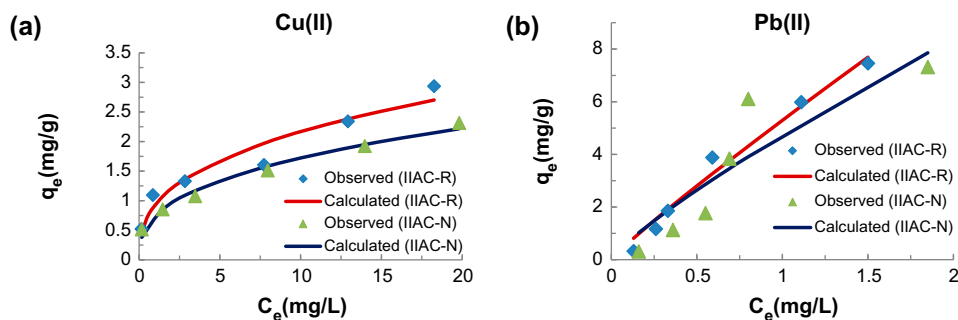 (a)
Cu(II)
3.5
3
2.5
2
1.5
1
0.5
0
qe(mg/g)
Observed (IIAC-R)
Calculated (IIAC-R)
Observed (IIAC-N)
Calculated (IIAC-N)
0 5 10 15 20
Ce(mg/L)
(b)
Pb(II)
8
6
4
2
0
qe(mg/g)
Observed (IIAC-R)
Calculated (IIAC-R)
Observed (IIAC-N)
Calculated (IIAC-N)
0 0.5 1 1.5 2
Ce(mg/L)